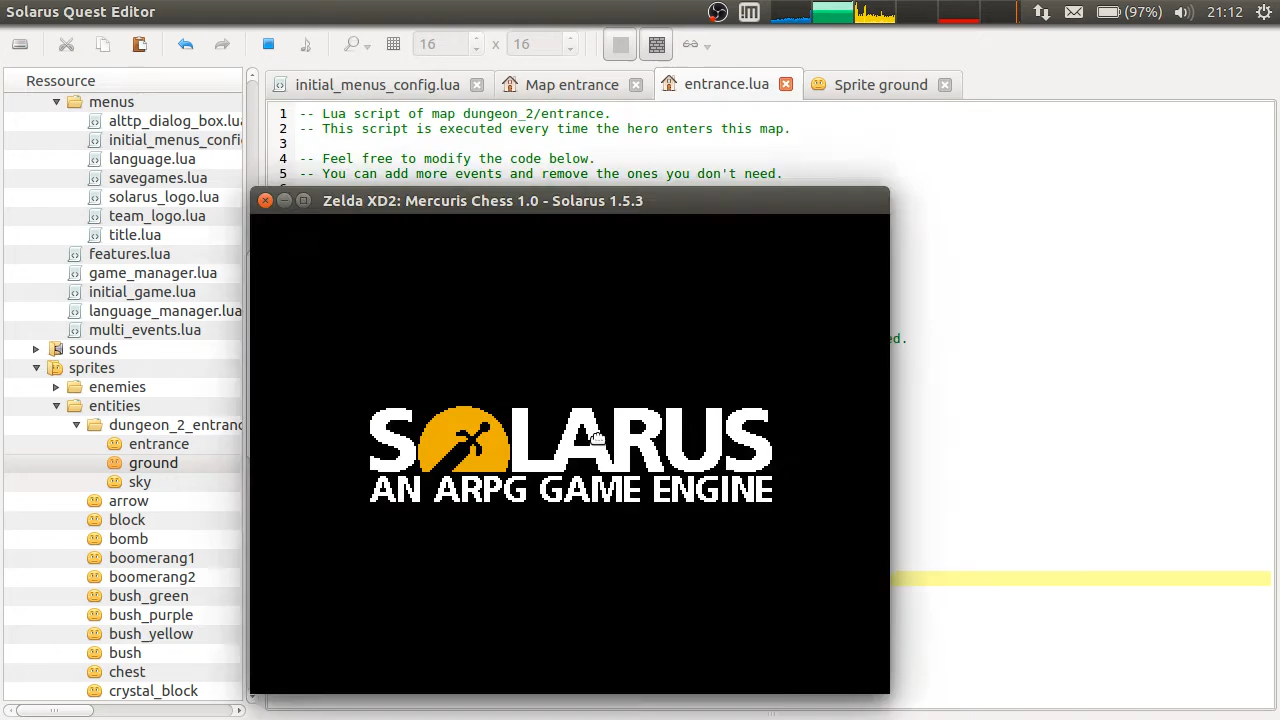 Solarus Quest Editor
(97%)
21:12
16 x 16
Ressource
menus
alttp_dialog_box.lua
initial_menus_confi
language.lua
savegames.lua
solarus_logo.lua
team_logo.lua
title.lua
features.lua
game_manager.lua
initial_game.lua
language_manager.lua
multi_events.lua
sounds
sprites
enemies
entities
dungeon_2_entranc
entrance
ground
sky
arrow
block
bomb
boomerang1
boomerang2
bush_green
bush_purple
bush_yellow
bush
chest
crystal_block
initial_menus_config.lua
Map entrance
entrance.lua
Sprite ground
1 -- Lua script of map dungeon_2/entrance.
2 -- This script is executed every time the hero enters this map.
3
4 -- Feel free to modify the code below.
5 -- You can add more events and remove the ones you don't need.
ed.
Zelda XD2: Mercuris Chess 1.0 - Solarus 1.5.3
SOLARUS
AN ARPG GAME ENGINE